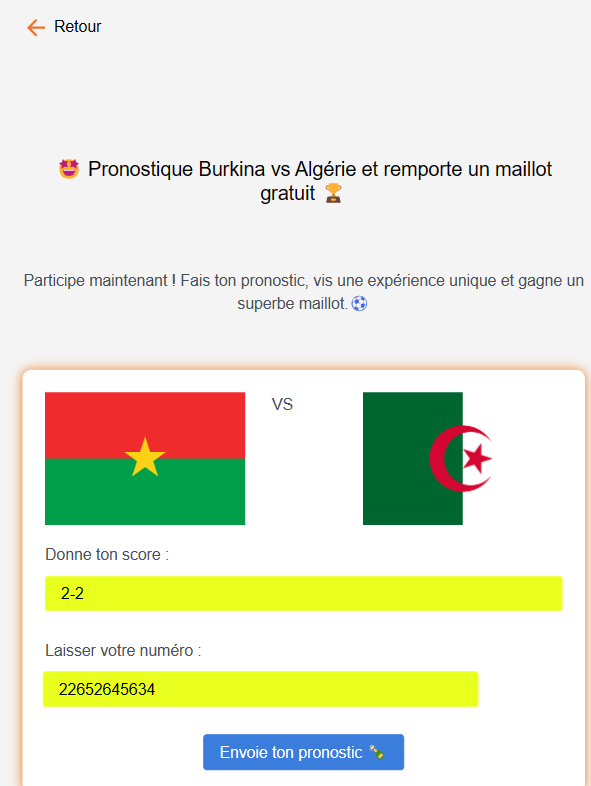 Retour
🤩 Pronostique Burkina vs Algérie et remporte un maillot
gratuit 🏆
Participe maintenant ! Fais ton pronostic, vis une expérience unique et gagne un
superbe maillot. ⚽
VS
Donne ton score :
2-2
Laisser votre numéro :
22652645634
Envoie ton pronostic 🍾